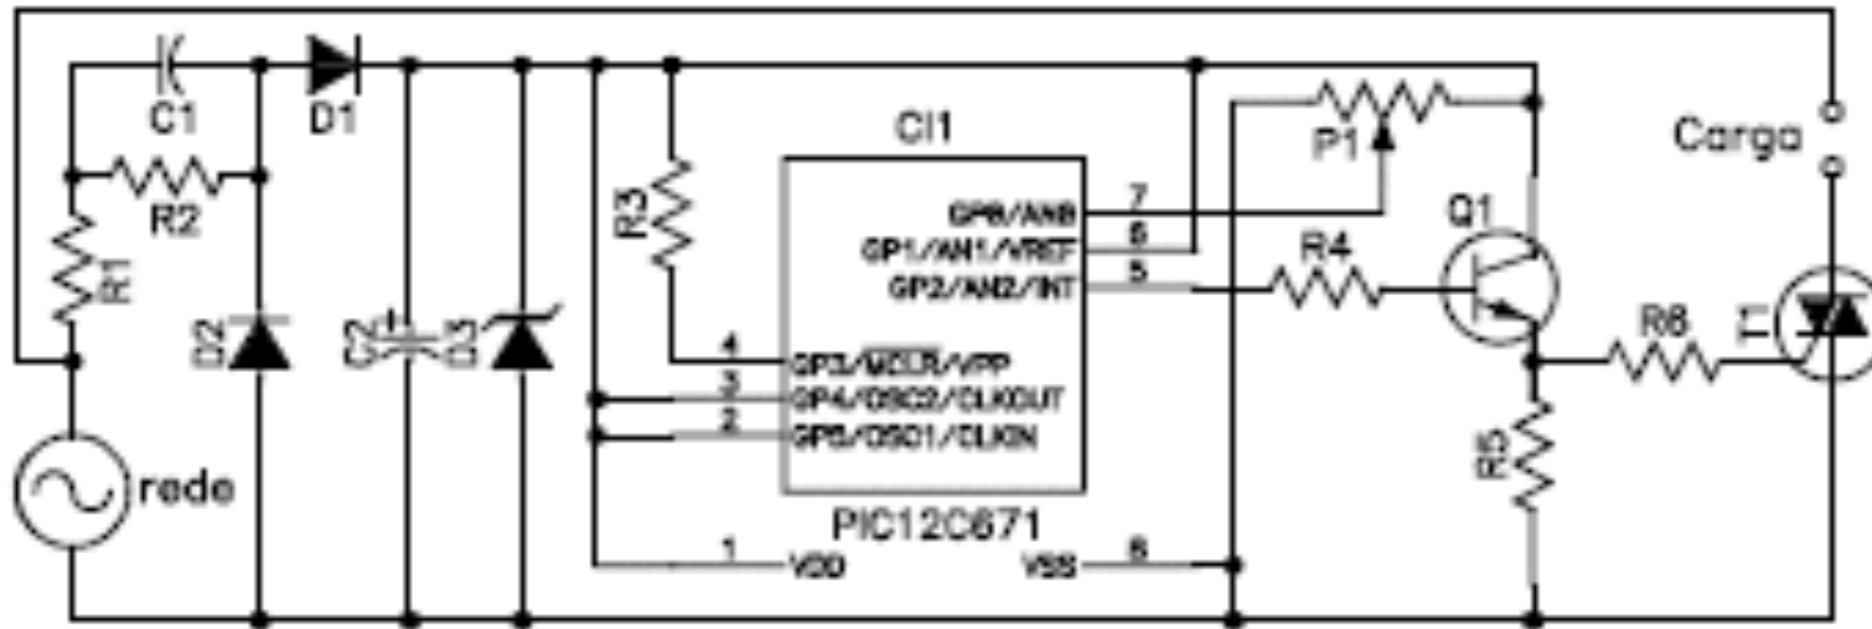 C1
D1
R2
R1
D2
C2
+
D3
rede
R3
CI1
GP0/AN0
7
GP1/AN1/VREF
6
GP2/AN2/INT
5
4
GP3/MCLR/VPP
3
GP4/OSC2/CLKOUT
2
GP5/OSC1/CLKIN
PIC12C671
1
VDD
VSS
8
P1
Q1
R4
R5
R6
T1
Carga